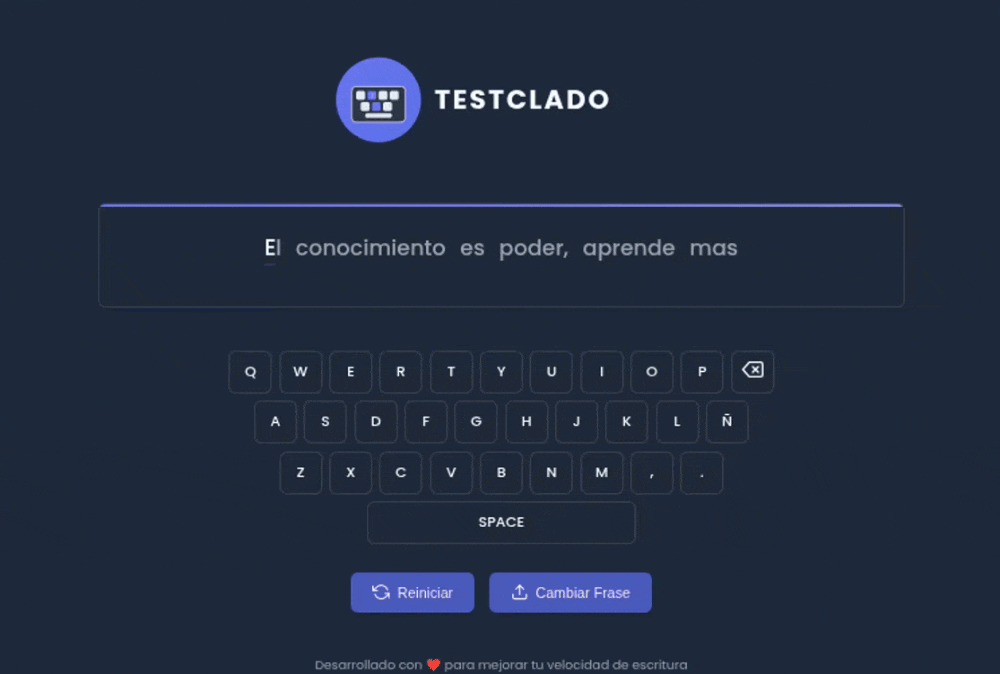 TESTCLADO
El conocimiento es poder, aprende mas
Q W E R T Y U I O P
A S D F G H J K L Ñ
Z X C V B N M , .
SPACE
Reiniciar Cambiar Frase
Desarrollado con ❤️ para mejorar tu velocidad de escritura